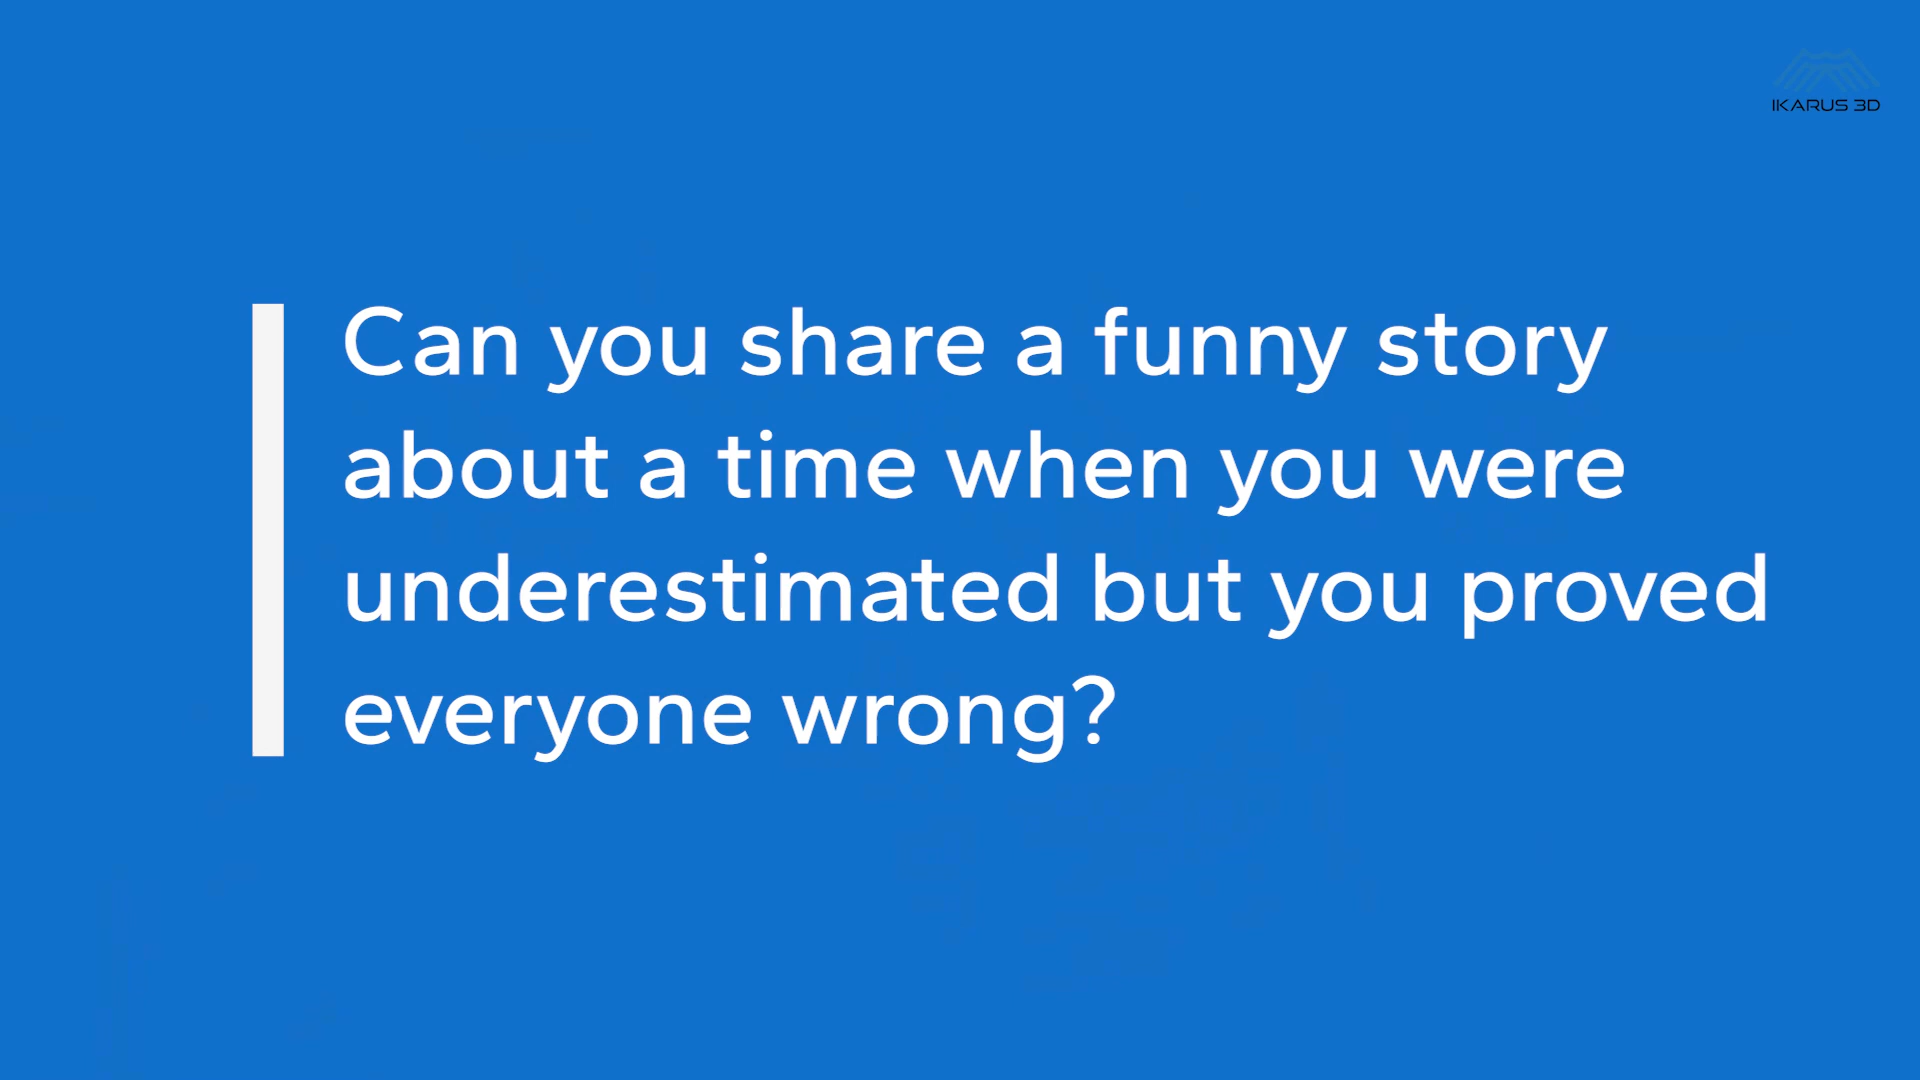 IKARUS 3D
Can you share a funny story
about a time when you were
underestimated but you proved
everyone wrong?